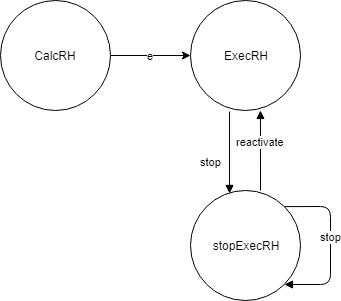 CalcRH
e
ExecRH
stop
reactivate
stopExecRH
stop